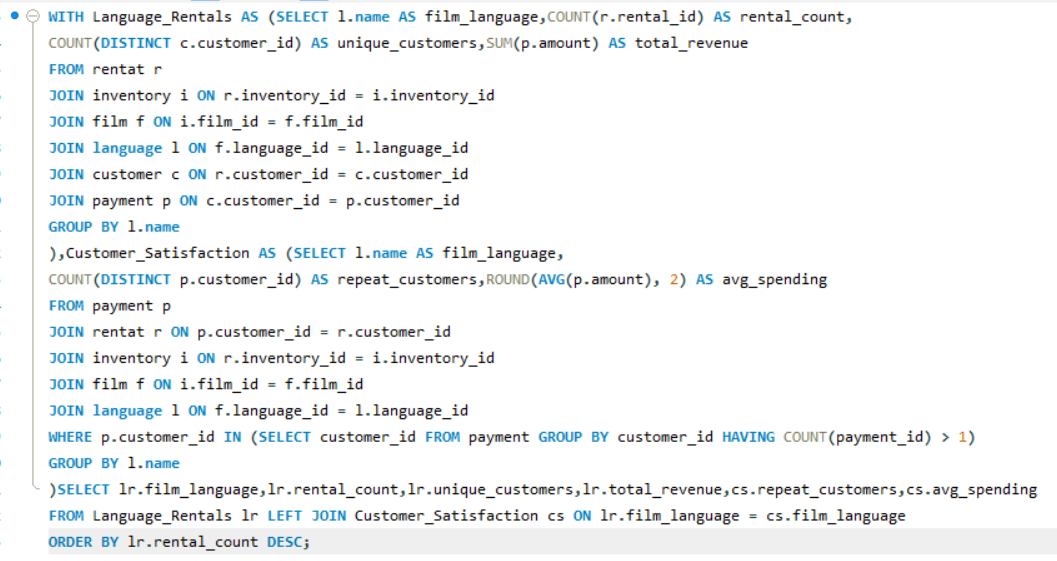 WITH Language_Rentals AS (SELECT l.name AS film_language,COUNT(r.rental_id) AS rental_count,
COUNT(DISTINCT c.customer_id) AS unique_customers,SUM(p.amount) AS total_revenue
FROM rentat r
JOIN inventory i ON r.inventory_id = i.inventory_id
JOIN film f ON i.film_id = f.film_id
JOIN language l ON f.language_id = l.language_id
JOIN customer c ON r.customer_id = c.customer_id
JOIN payment p ON c.customer_id = p.customer_id
GROUP BY l.name
),Customer_Satisfaction AS (SELECT l.name AS film_language,
COUNT(DISTINCT p.customer_id) AS repeat_customers,ROUND(AVG(p.amount), 2) AS avg_spending
FROM payment p
JOIN rentat r ON p.customer_id = r.customer_id
JOIN inventory i ON r.inventory_id = i.inventory_id
JOIN film f ON i.film_id = f.film_id
JOIN language l ON f.language_id = l.language_id
WHERE p.customer_id IN (SELECT customer_id FROM payment GROUP BY customer_id HAVING COUNT(payment_id) > 1)
GROUP BY l.name
)SELECT lr.film_language,lr.rental_count,lr.unique_customers,lr.total_revenue,cs.repeat_customers,cs.avg_spending
FROM Language_Rentals lr LEFT JOIN Customer_Satisfaction cs ON lr.film_language = cs.film_language
ORDER BY lr.rental_count DESC;